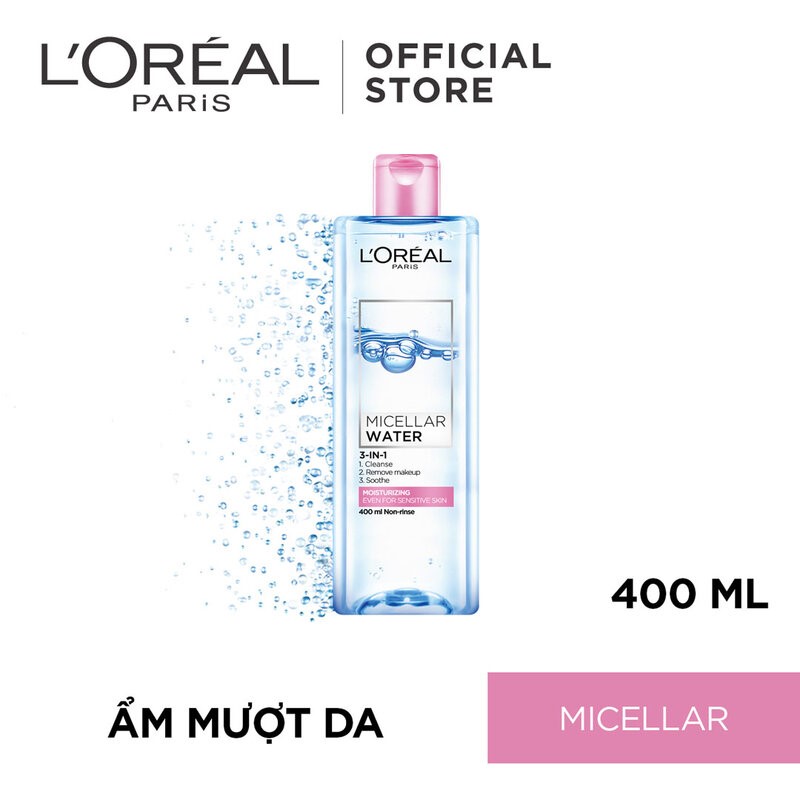 L'ORÉAL
PARiS
OFFICIAL
STORE
L'ORÉAL
PARIS
MICELLAR
WATER
3-IN-1
1. Cleanse
2. Remove makeup
3. Soothe
MOISTURIZING
EVEN FOR SENSITIVE SKIN
400 ml Non-rinse
400 ML
ẨM MƯỢT DA
MICELLAR